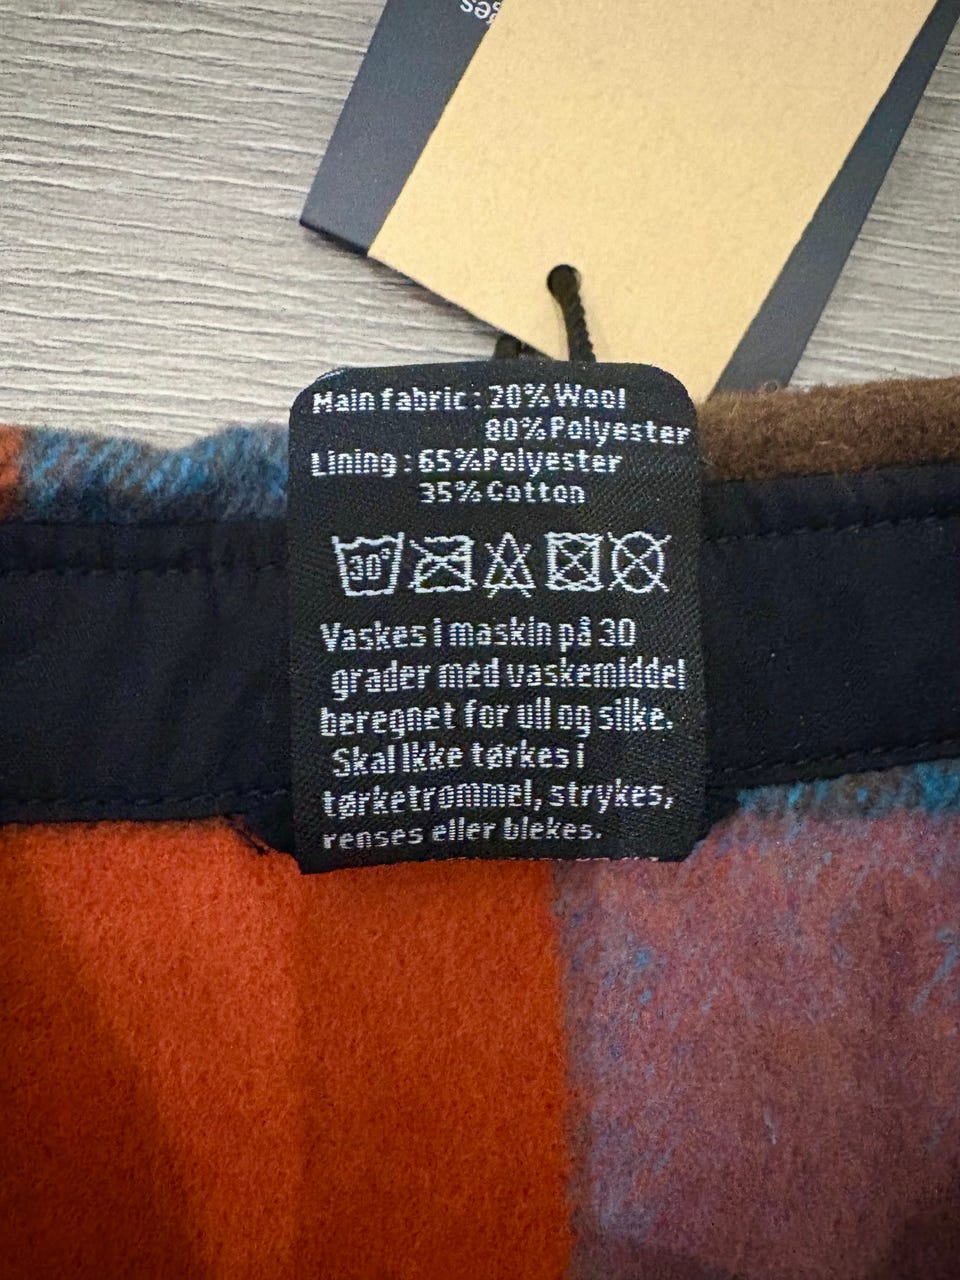 Main fabric : 20% Wool
80% Polyester
Lining : 65% Polyester
35% Cotton
30°
Vaskes i maskin på 30
grader med vaskemiddel
beregnet for ull og silke.
Skal Ikke tørkes i
tørketrommel, strykes,
renses eller blekes.